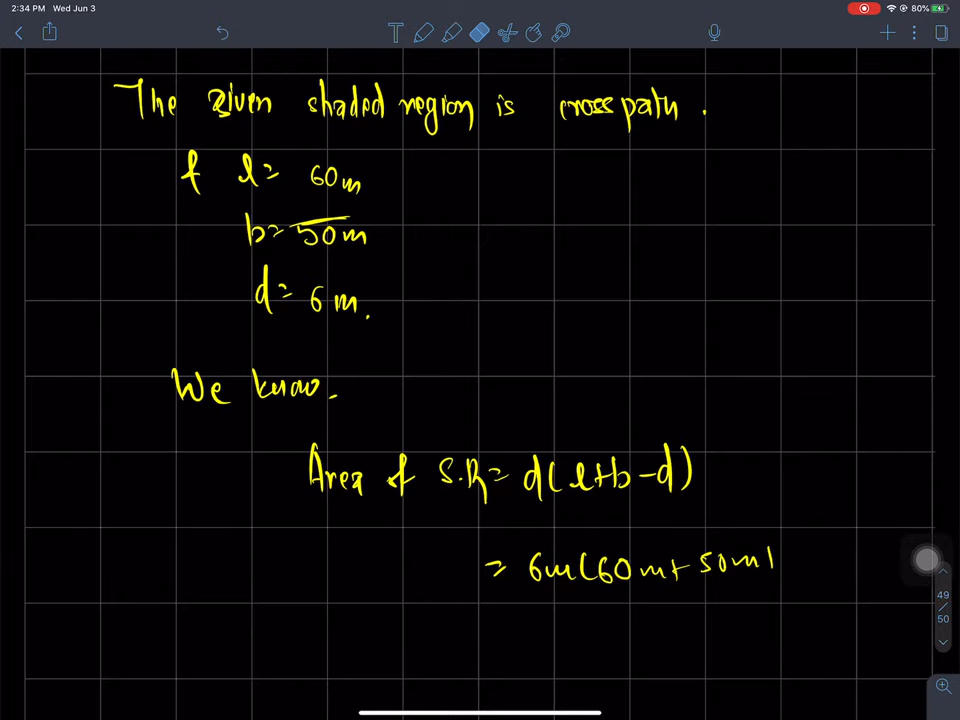 2:34 PM Wed Jun 3
80%
The given shaded region is cross path.
l = 60m
b = 50m
d = 6 m.
We know.
Area of S.R = d(l+b-d)
= 6m(60m+ 50m
49
/
50